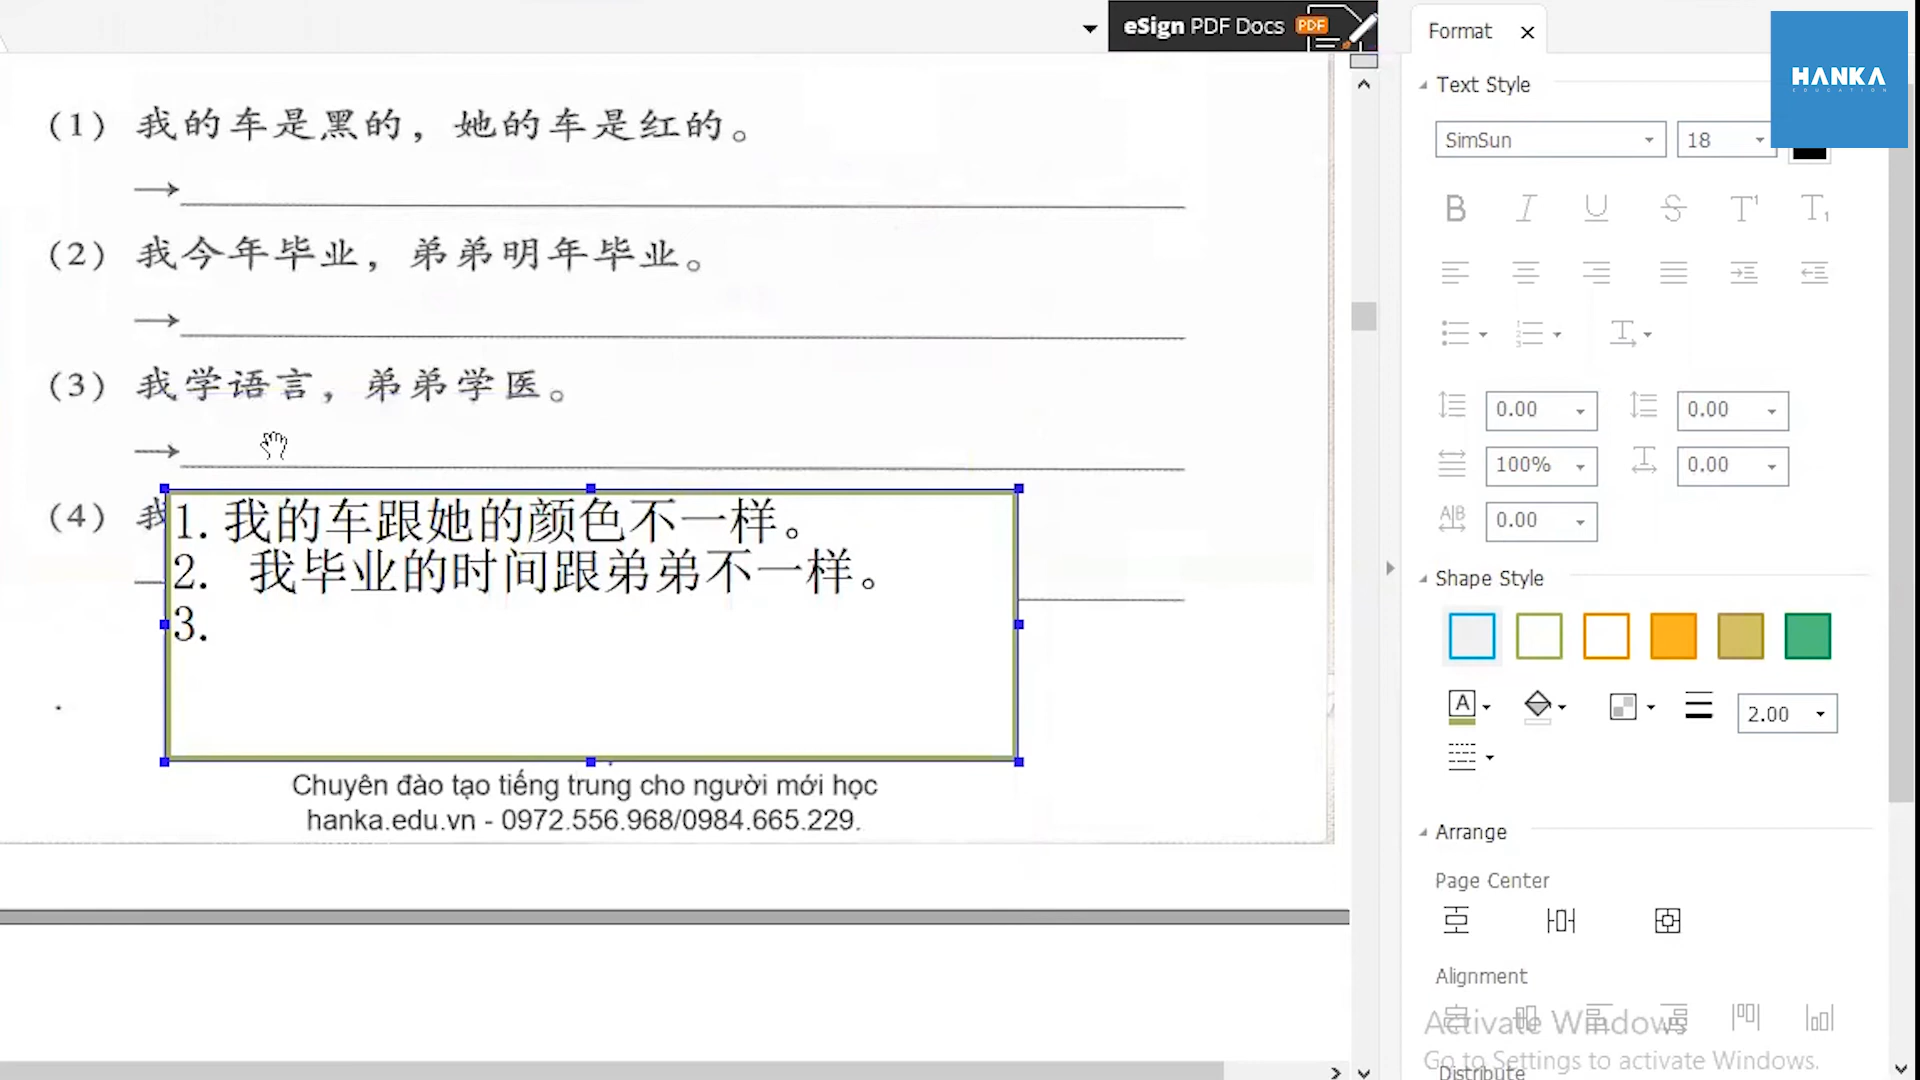 eSign PDF Docs PDF
Format
HANKA
EDUCATION
(1) 我的车是黑的，她的车是红的。
(2) 我今年毕业，弟弟明年毕业。
(3) 我学语言，弟弟学医。
(4) 我
1. 我的车跟她的颜色不一样。
2. 我毕业的时间跟弟弟不一样。
3.
Chuyên đào tạo tiếng trung cho người mới học
hanka.edu.vn - 0972.556.968/0984.665.229.
Text Style
SimSun 18
0.00 0.00
100% 0.00
0.00
Shape Style
2.00
Arrange
Page Center
Alignment
Activate Windows
Go to Settings to activate Windows.
Distribute